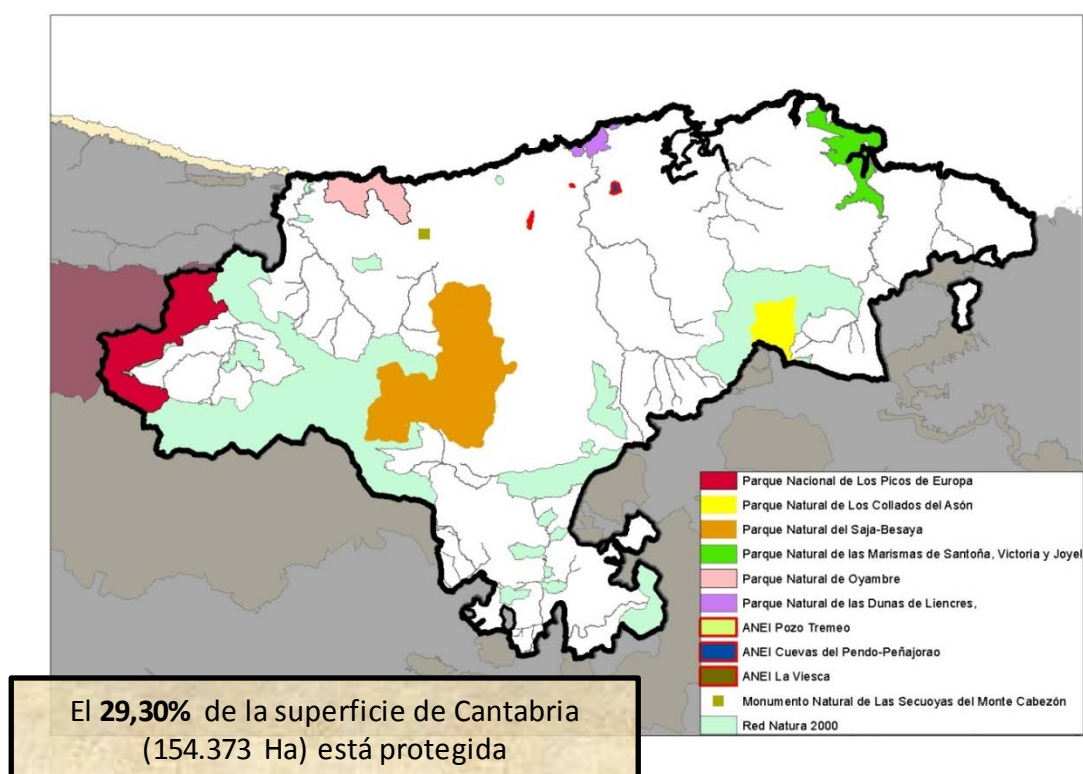 Parque Nacional de Los Picos de Europa
Parque Natural de Los Collados del Asón
Parque Natural del Saja-Besaya
Parque Natural de las Marismas de Santoña, Victoria y Joyel
Parque Natural de Oyambre
Parque Natural de las Dunas de Liencres,
ANEI Pozo Tremeo
ANEI Cuevas del Pendo-Peñajorao
ANEI La Viesca
Monumento Natural de Las Secuoyas del Monte Cabezón
Red Natura 2000
El 29,30% de la superficie de Cantabria
(154.373 Ha) está protegida